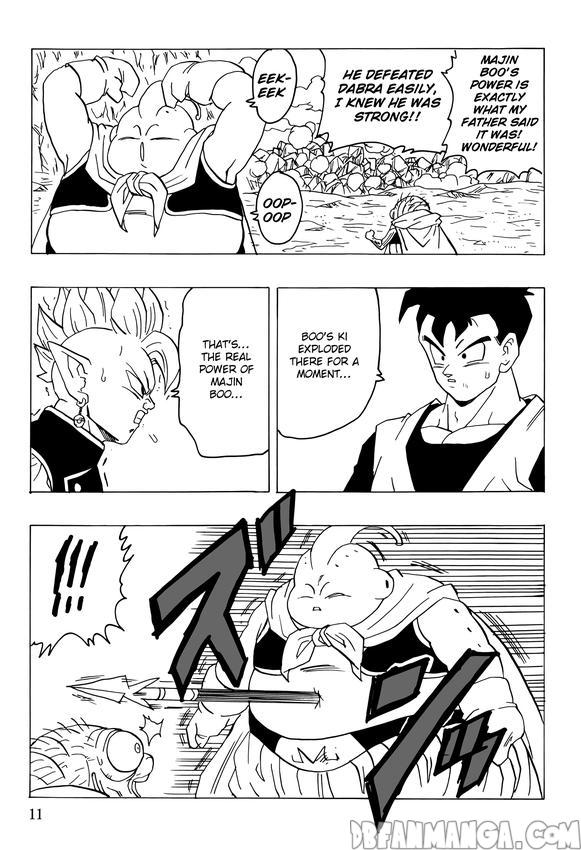 MAJIN
BOO'S
POWER IS
EXACTLY
WHAT MY
FATHER SAID
IT WAS!
WONDERFUL!
HE DEFEATED
DABRA EASILY,
I KNEW HE WAS
STRONG!!
EEK-
EEK
OOP-
OOP
BOO'S KI
EXPLODED
THERE FOR A
MOMENT...
THAT'S...
THE REAL
POWER OF
MAJIN
BOO...
ズ
ッ
M
!!!
11
DBFANMANGA.COM